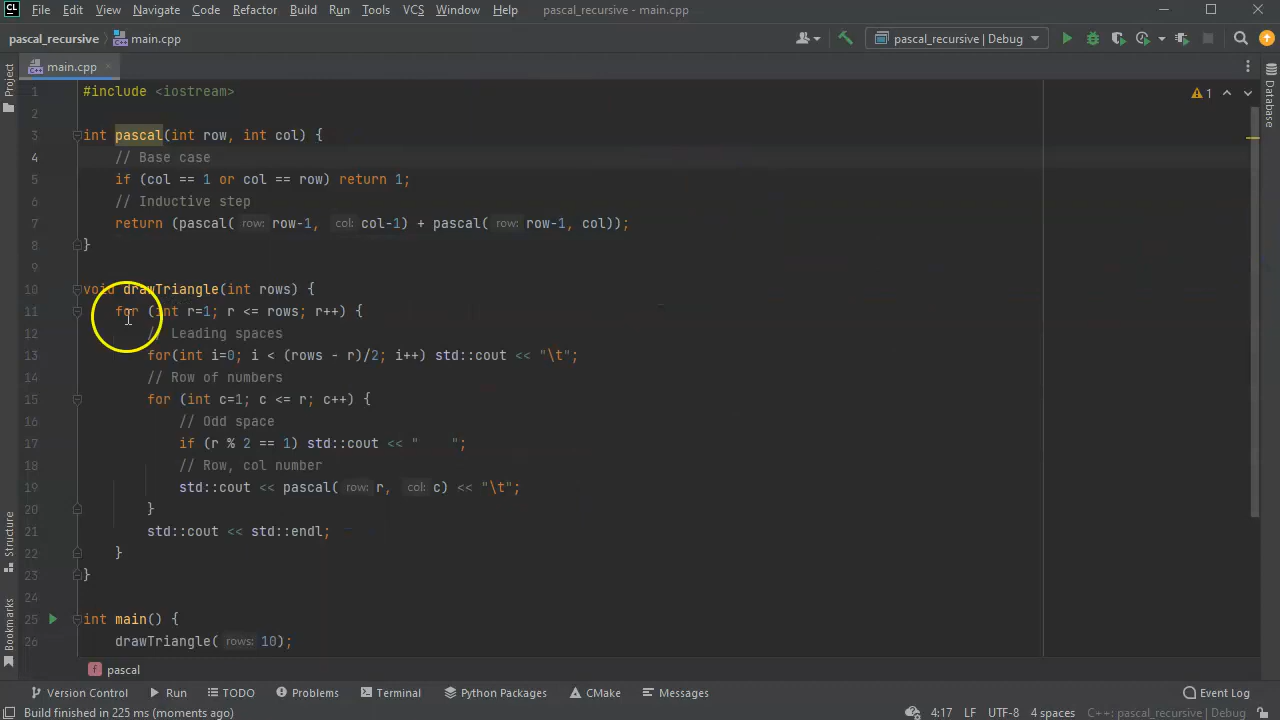 CL File Edit View Navigate Code Refactor Build Run Tools VCS Window Help pascal_recursive - main.cpp
pascal_recursive main.cpp pascal_recursive | Debug
Project main.cpp Database
1 #include <iostream> 1
2
3 int pascal(int row, int col) {
4 // Base case
5 if (col == 1 or col == row) return 1;
6 // Inductive step
7 return (pascal( row: row-1, col: col-1) + pascal( row: row-1, col));
8 }
9
10 void drawTriangle(int rows) {
11 for (int r=1; r <= rows; r++) {
12 // Leading spaces
13 for(int i=0; i < (rows - r)/2; i++) std::cout << "\t";
14 // Row of numbers
15 for (int c=1; c <= r; c++) {
16 // Odd space
17 if (r % 2 == 1) std::cout << "    ";
18 // Row, col number
19 std::cout << pascal( row: r, col: c) << "\t";
20 }
21 std::cout << std::endl;
22 }
23 }
24
25 int main() {
26 drawTriangle( rows: 10);
Structure
Bookmarks
f pascal
Version Control Run TODO Problems Terminal Python Packages CMake Messages Event Log
Build finished in 225 ms (moments ago) 4:17 LF UTF-8 4 spaces C++: pascal_recursive | Debug